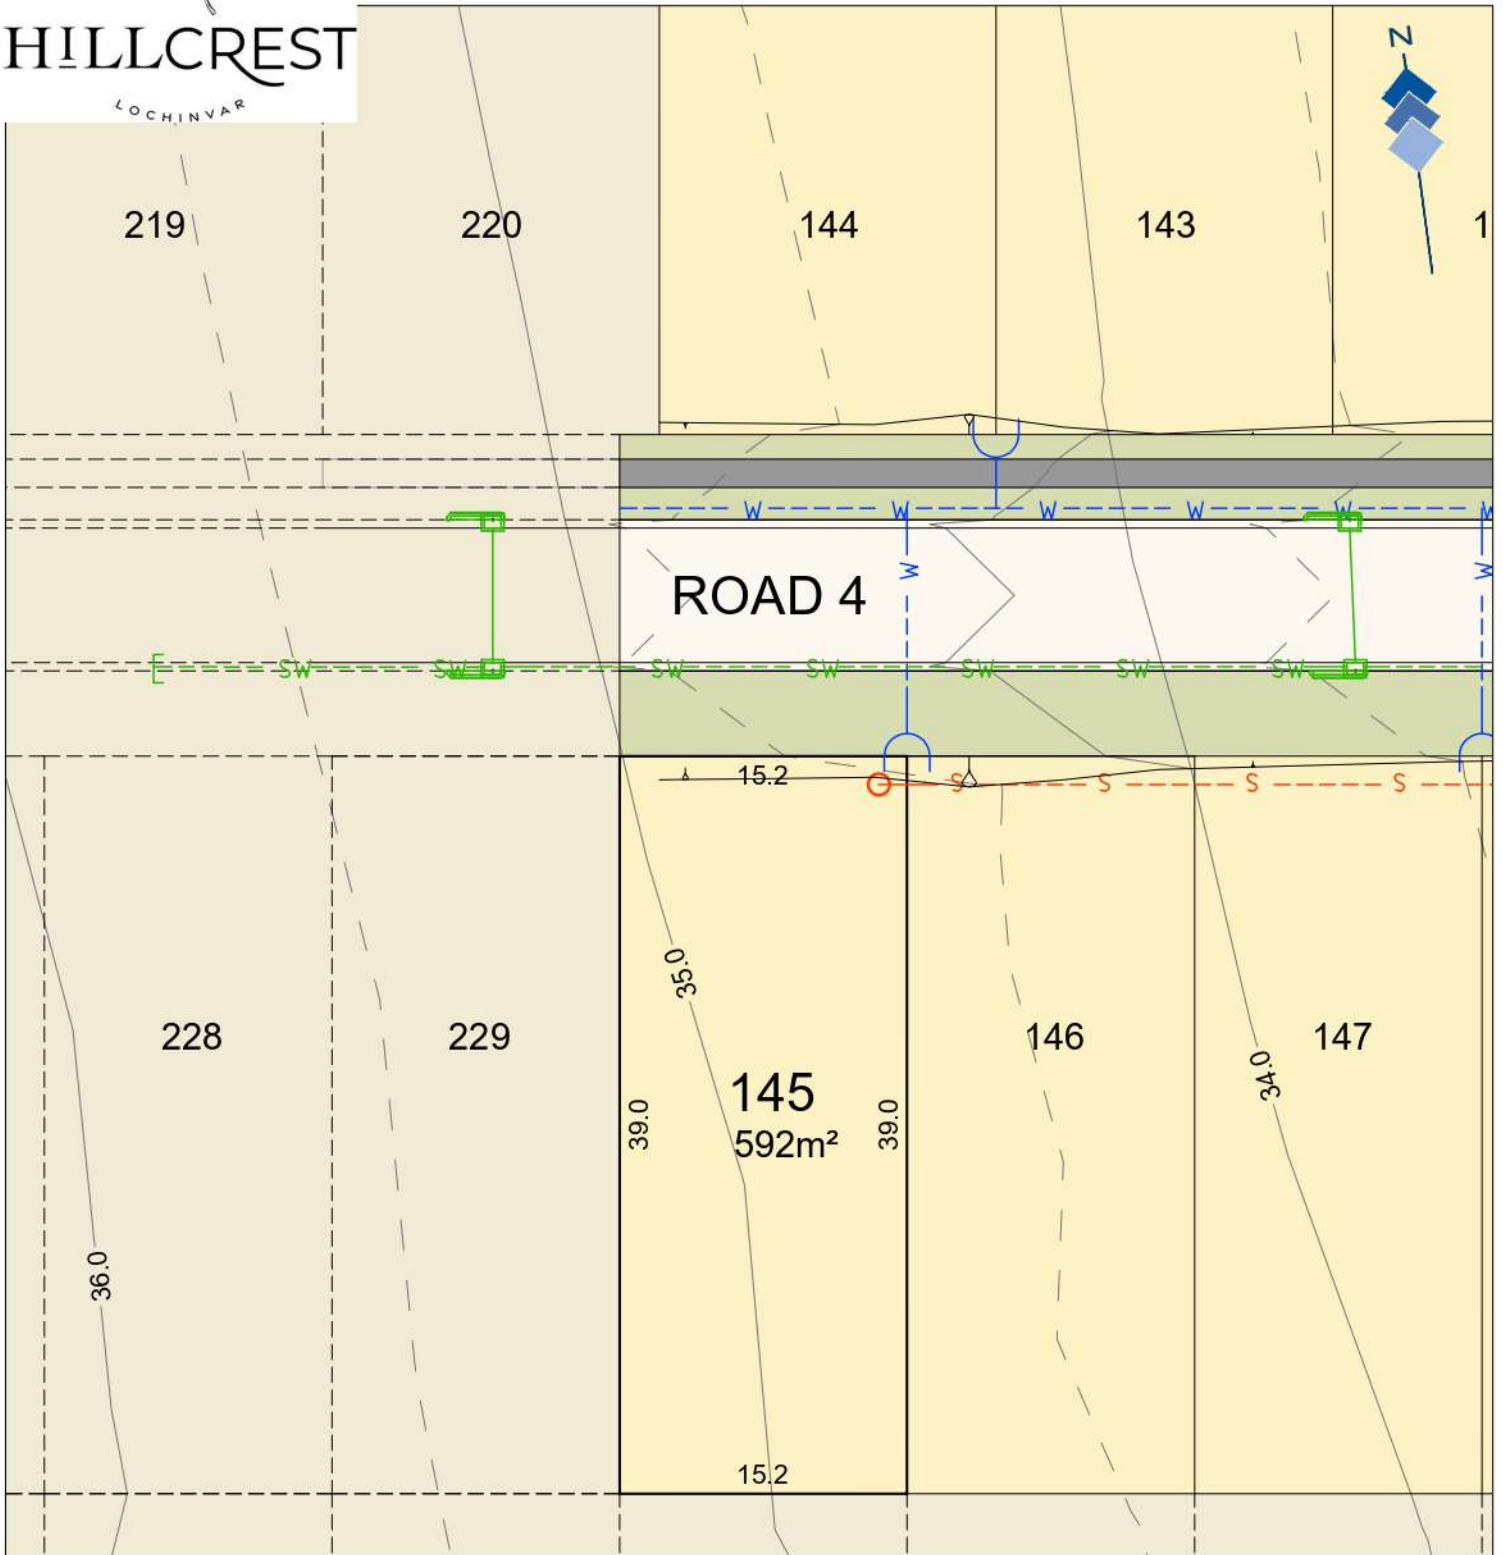 HILLCREST
LOCHINVAR
N
219
220
144
143
1
W W W W W W
W W
ROAD 4
SW SW SW SW SW SW SW
15.2
S S S S
35.0
228
229
146
147
34.0
145
39.0
39.0
592m²
36.0
15.2